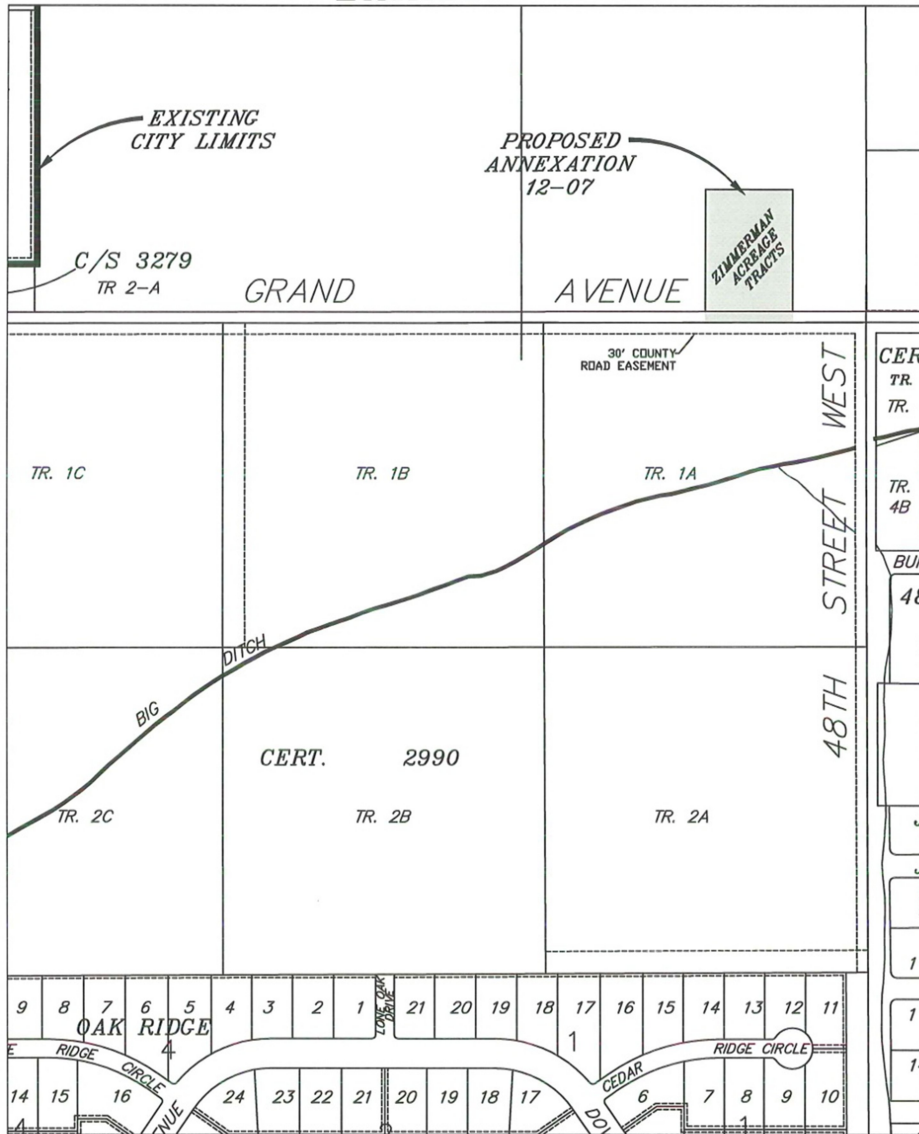 EXISTING
CITY LIMITS
PROPOSED
ANNEXATION
12-07
ZIMMERMAN
ACREAGE
TRACTS
C/S 3279
TR 2-A
GRAND AVENUE
30' COUNTY
ROAD EASEMENT
48TH STREET WEST
TR.
TR.
TR. 1C
TR. 1B
TR. 1A
TR.
4B
BIG DITCH
CERT. 2990
TR. 2C
TR. 2B
TR. 2A
9 8 7 6 5 4 3 2 1
LONE OAK
DRIVE
21 20 19 18 17 16 15 14 13 12 11
OAK RIDGE
4
1
RIDGE CIRCLE
CEDAR RIDGE CIRCLE
14 15 16 24 23 22 21 20 19 18 17 6 7 8 9 10